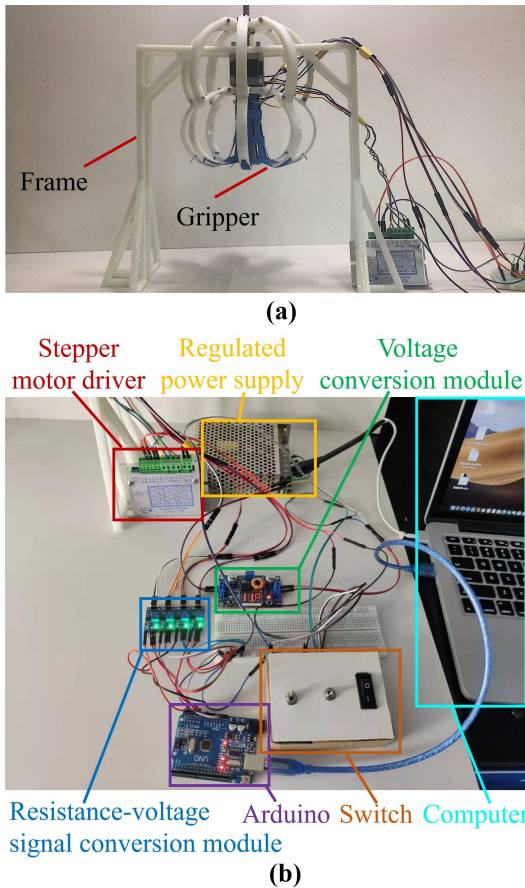 Frame
Gripper
(a)
Stepper
motor driver
Regulated
power supply
Voltage
conversion module
UNO
Resistance-voltage
signal conversion module
Arduino
Switch
Computer
(b)